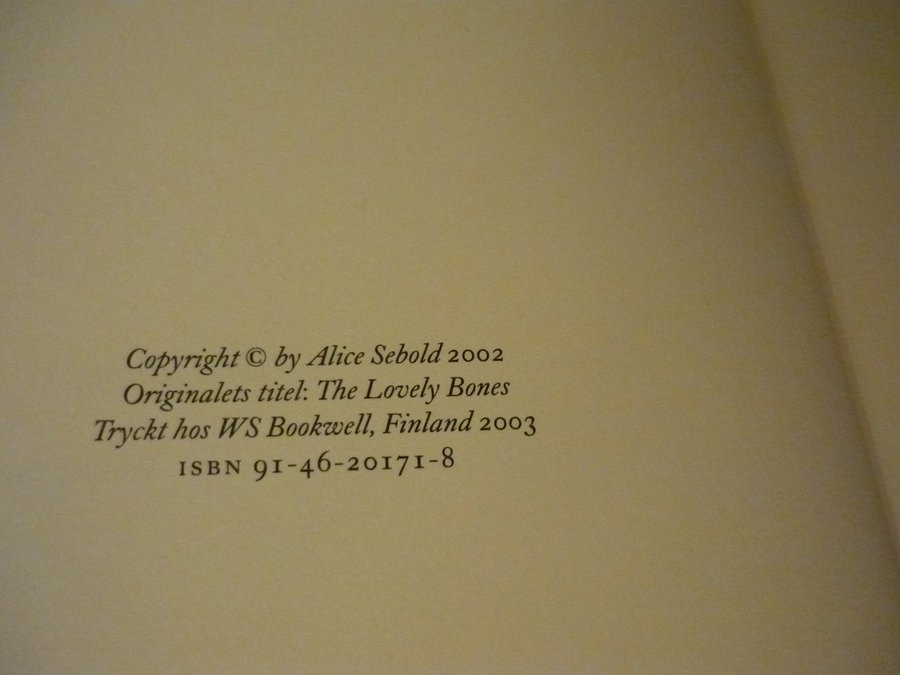 Copyright © by Alice Sebold 2002
Originalets titel: The Lovely Bones
Tryckt hos WS Bookwell, Finland 2003
ISBN 91-46-20171-8